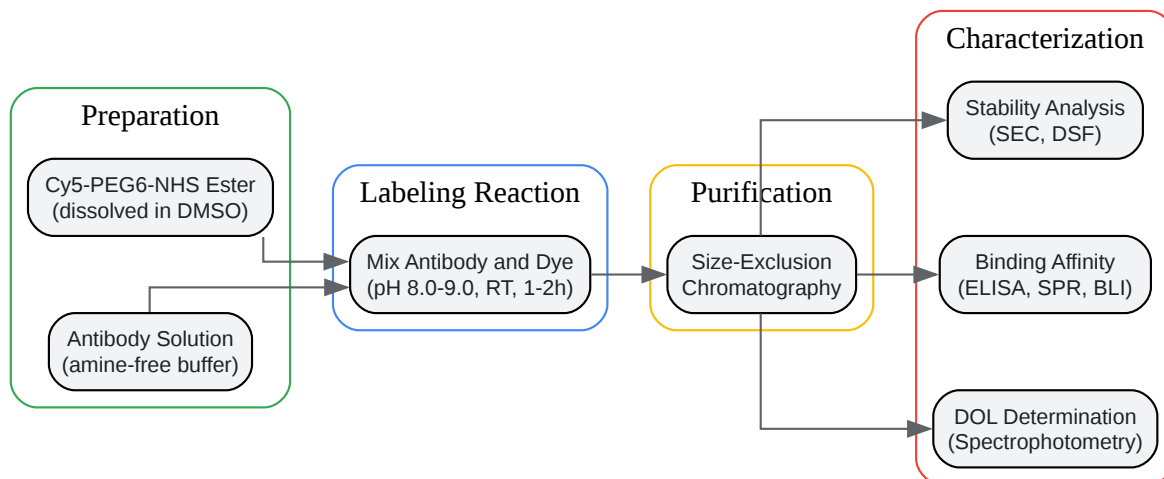 Preparation
Cy5-PEG6-NHS Ester
(dissolved in DMSO)
Antibody Solution
(amine-free buffer)
Labeling Reaction
Mix Antibody and Dye
(pH 8.0-9.0, RT, 1-2h)
Purification
Size-Exclusion
Chromatography
Characterization
Stability Analysis
(SEC, DSF)
Binding Affinity
(ELISA, SPR, BLI)
DOL Determination
(Spectrophotometry)